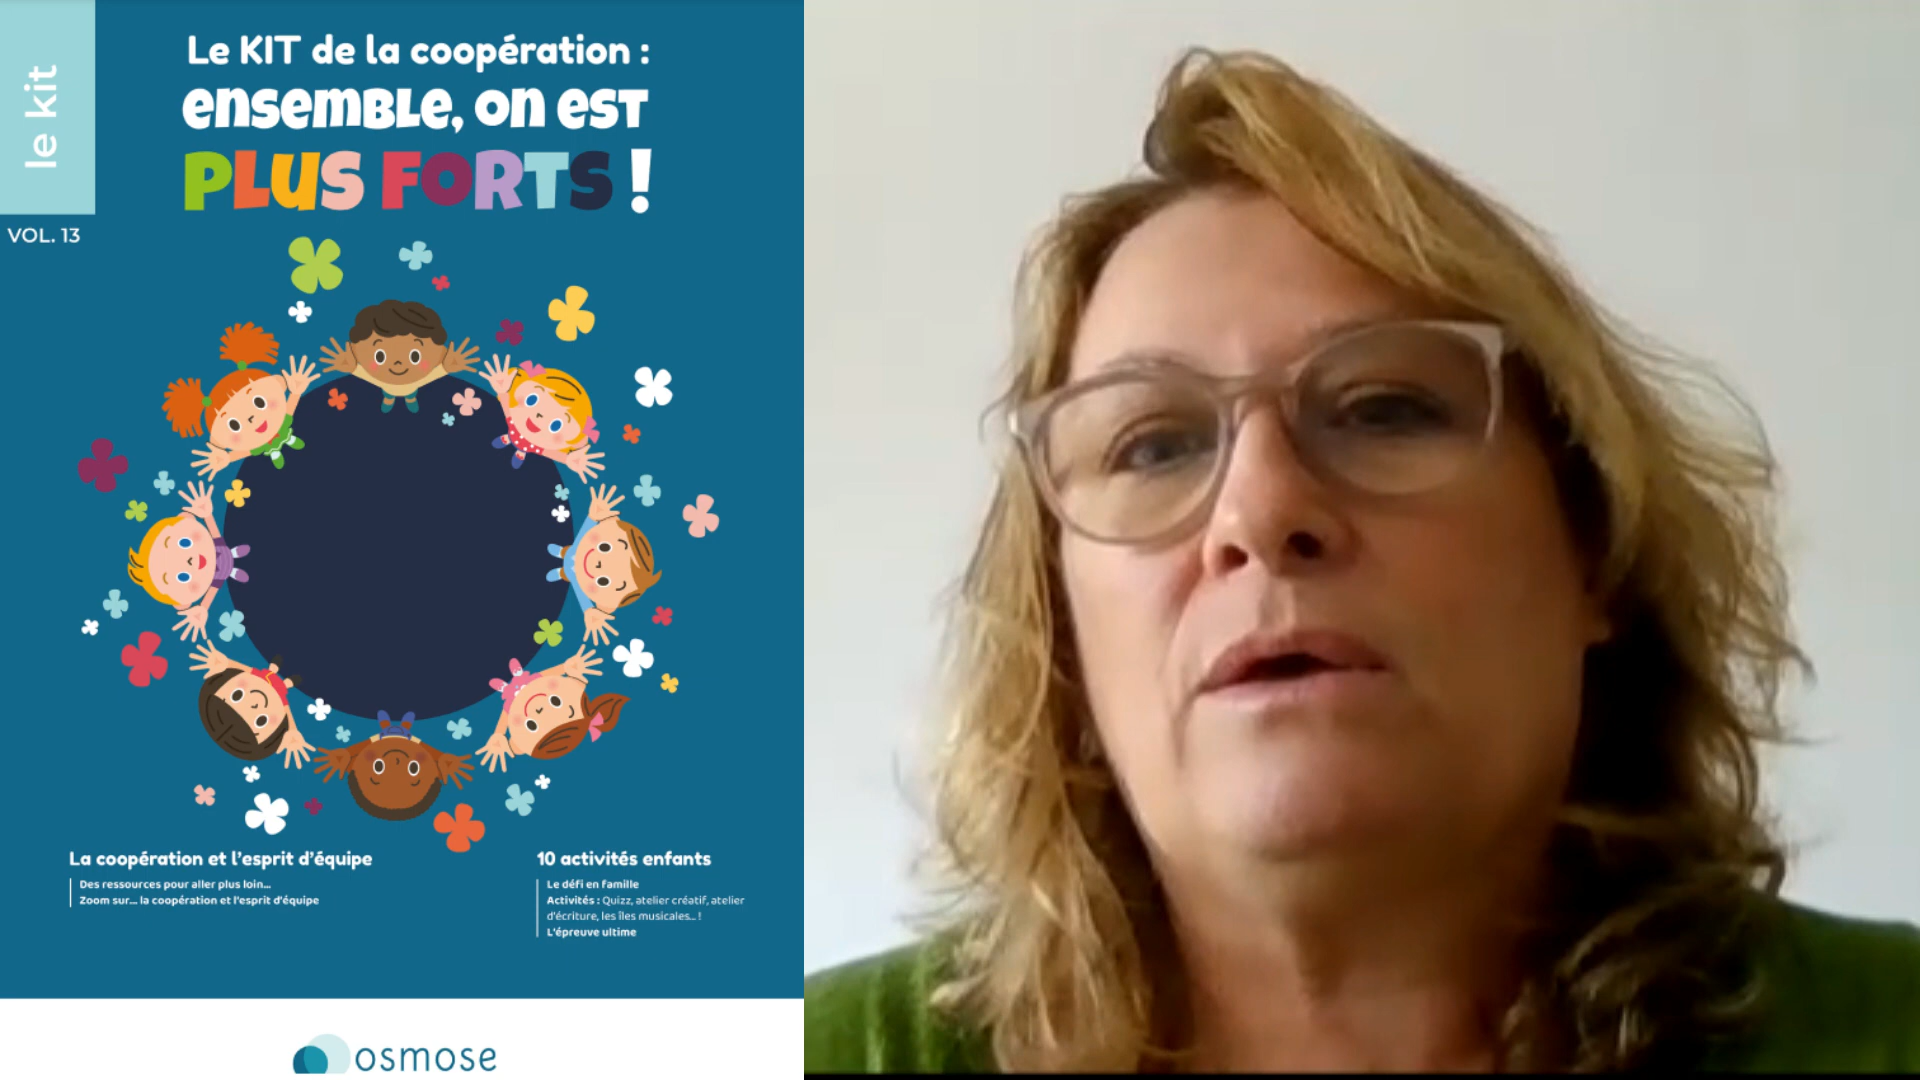 le kit
VOL. 13
Le KIT de la coopération :
ensemble, on est
PLUS FORTS !
La coopération et l'esprit d'équipe
Des ressources pour aller plus loin...
Zoom sur... la coopération et l'esprit d'équipe
10 activités enfants
Le défi en famille
Activités : Quizz, atelier créatif, atelier
d'écriture, les îles musicales... !
L'épreuve ultime
osmose